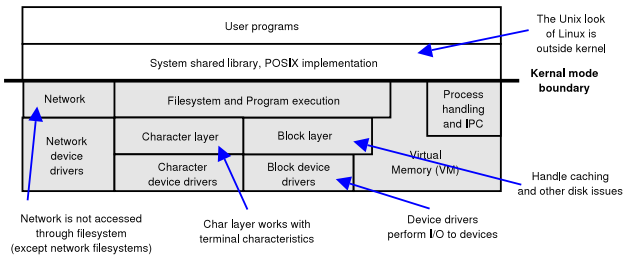 User programs
The Unix look
of Linux is
outside kernel
System shared library, POSIX implementation
Kernal mode
boundary
Network
Filesystem and Program execution
Process
handling
and IPC
Network
device
drivers
Character layer
Block layer
Character
device drivers
Block device
drivers
Virtual
Memory (VM)
Handle caching
and other disk issues
Network is not accessed
through filesystem
(except network filesystems)
Char layer works with
terminal characteristics
Device drivers
perform I/O to devices